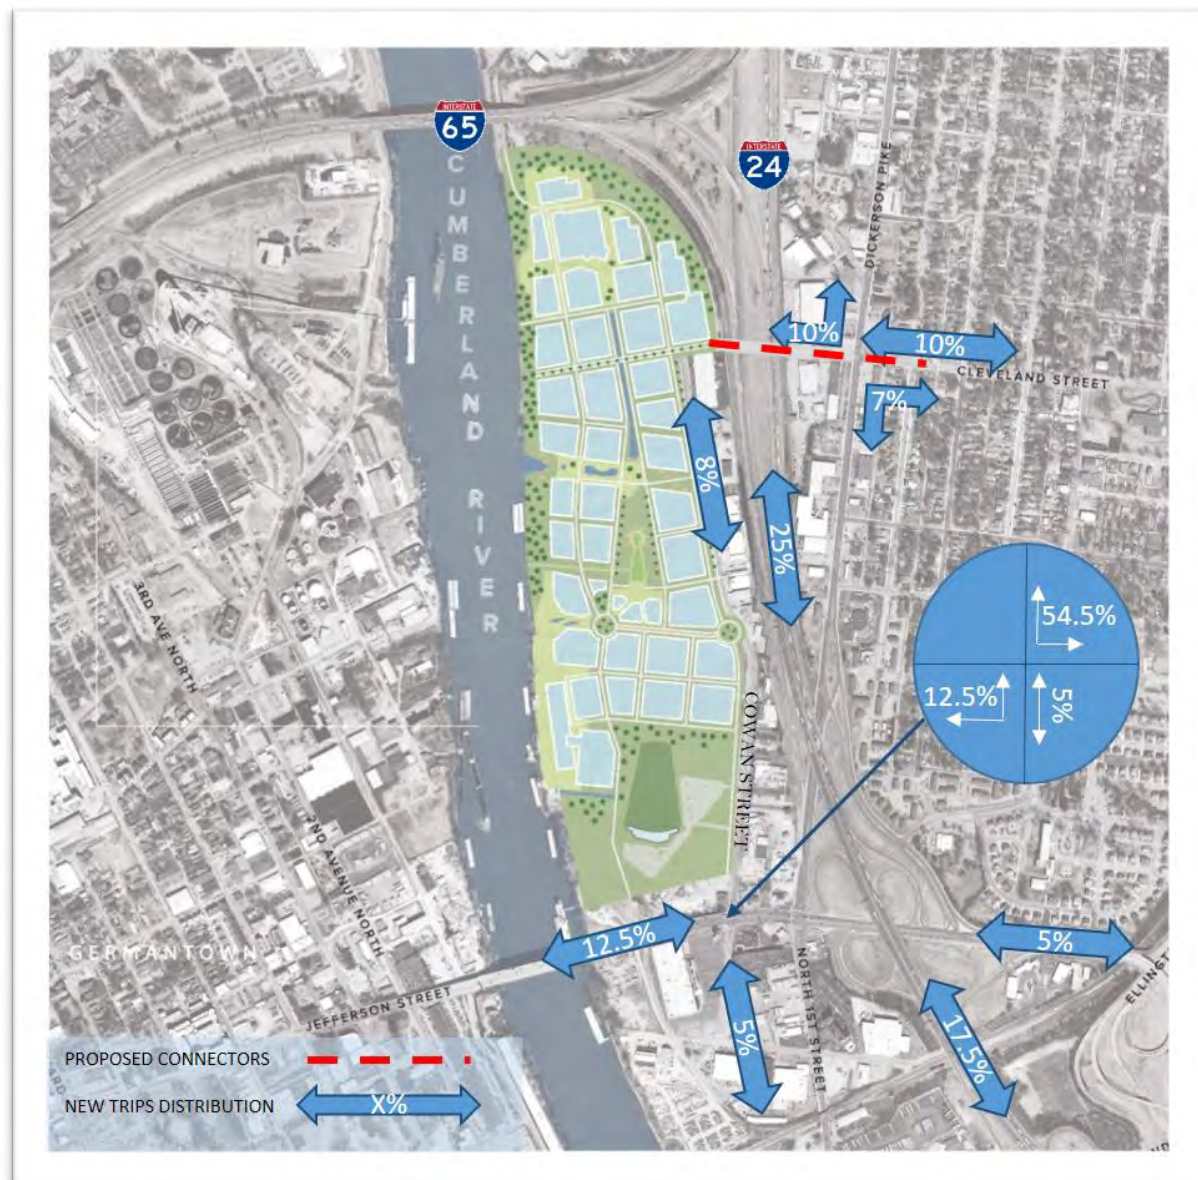 INTERSTATE
65
INTERSTATE
24
CUMBERLAND RIVER
DICKERSON PIKE
10%
10%
CLEVELAND STREET
7%
8%
25%
3RD AVE NORTH
54.5%
12.5%
5%
COWAN STREET
2ND AVENUE NORTH
GERMANTOWN
12.5%
5%
JEFFERSON STREET
5%
NORTH 1ST STREET
17.5%
ELLINGT
PROPOSED CONNECTORS
NEW TRIPS DISTRIBUTION
X%